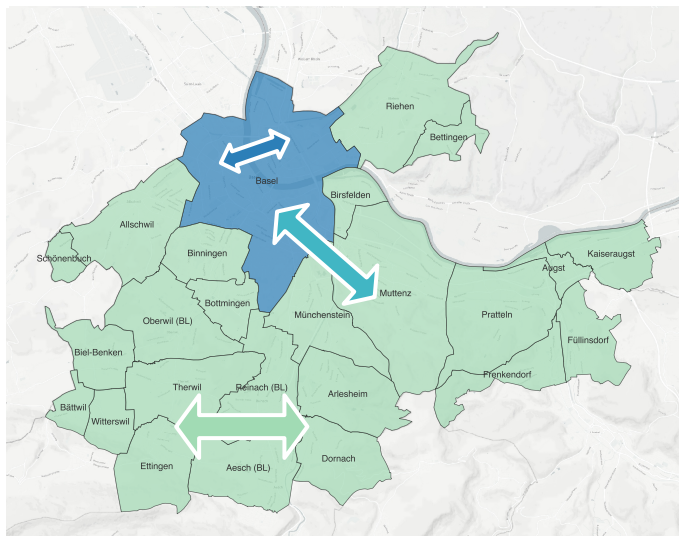 Riehen
Bettingen
Basel
Birsfelden
Allschwil
Binningen
Schönenbuch
Kaiseraugst
Augst
Muttenz
Bottmingen
Oberwil (BL)
Münchenstein
Pratteln
Füllinsdorf
Biel-Benken
Frenkendorf
Therwil
Reinach (BL)
Arlesheim
Bättwil
Witterswil
Dornach
Ettingen
Aesch (BL)